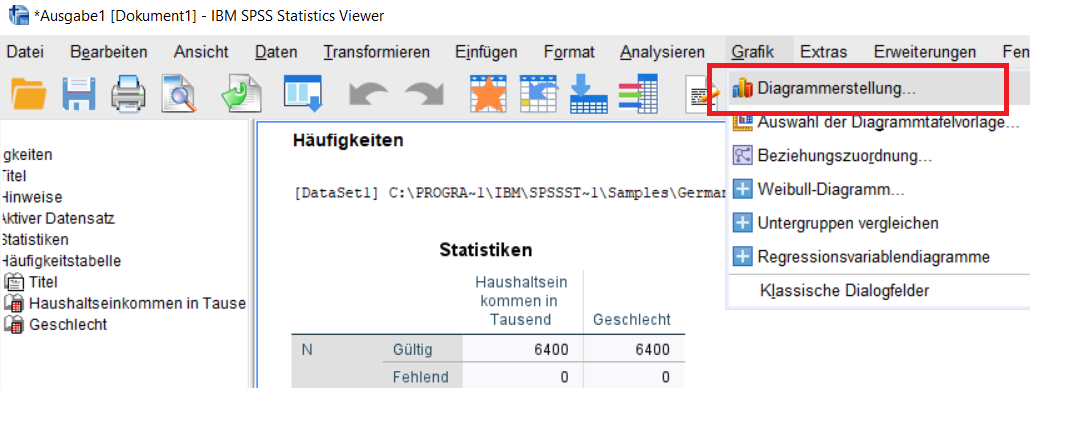 *Ausgabe1 [Dokument1] - IBM SPSS Statistics Viewer
Datei Bearbeiten Ansicht Daten Transformieren Einfügen Format Analysieren Grafik Extras Erweiterungen Fen
Diagrammerstellung...
Auswahl der Diagrammtafelvorlage...
Beziehungszuordnung...
Weibull-Diagramm...
Untergruppen vergleichen
Regressionsvariablendiagramme
Klassische Dialogfelder
gkeiten
Titel
Hinweise
Aktiver Datensatz
Statistiken
Häufigkeitstabelle
Titel
Haushaltseinkommen in Tause
Geschlecht
Häufigkeiten
[DataSet1] C:\PROGRA~1\IBM\SPSSST~1\Samples\German
Statistiken
Haushaltsein
kommen in
Tausend Geschlecht
N Gültig 6400 6400
Fehlend 0 0